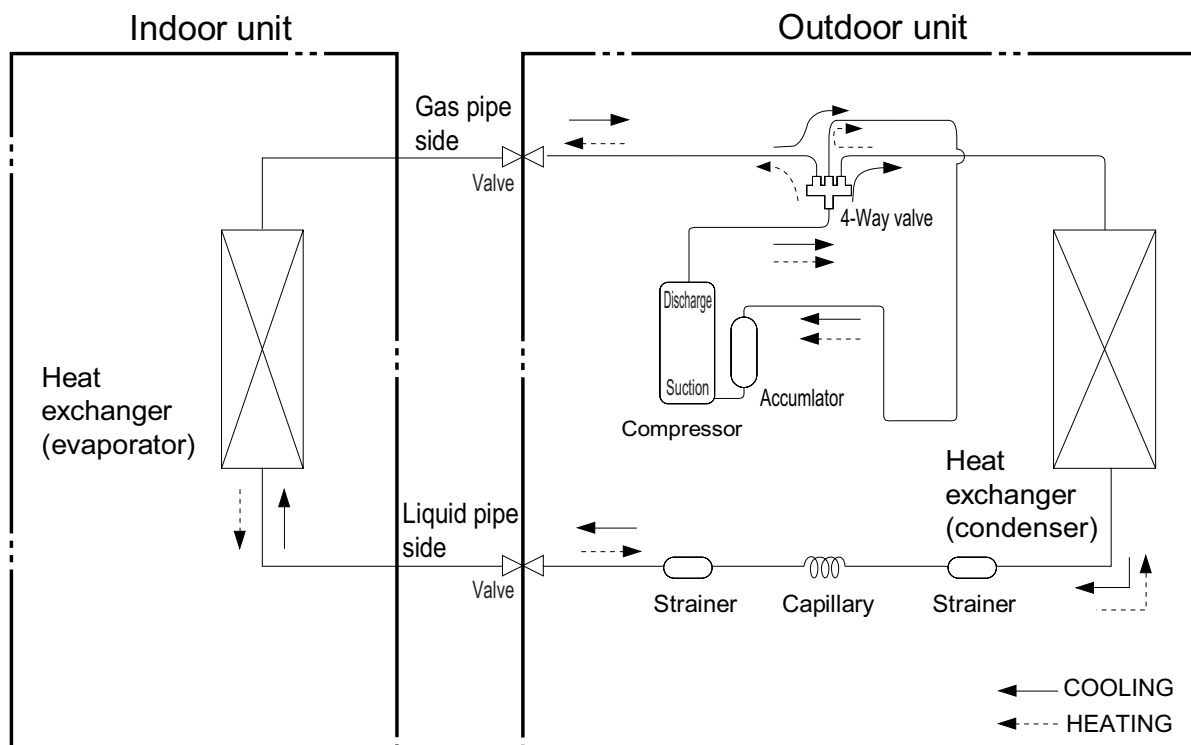 Indoor unit
Outdoor unit
Gas pipe
side
Valve
4-Way valve
Discharge
Suction
Compressor
Accumlator
Heat
exchanger
(evaporator)
Heat
exchanger
(condenser)
Liquid pipe
side
Valve
Strainer
Capillary
Strainer
COOLING
HEATING